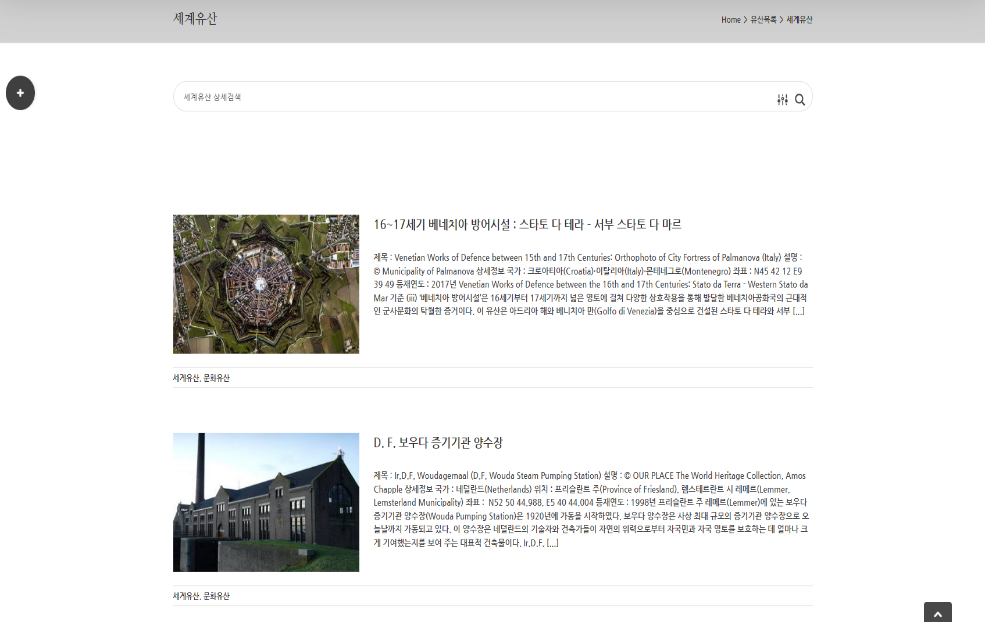 세계유산
Home > 유산목록 > 세계유산
세계유산 상세검색
16~17세기 베네치아 방어시설 : 스타토 다 테라 - 서부 스타토 다 마르
제목 : Venetian Works of Defence between 15th and 17th Centuries: Orthophoto of City Fortress of Palmanova (Italy) 설명 :
© Municipality of Palmanova 상세정보 국가 : 크로아티아(Croatia)·이탈리아(Italy)·몬테네그로(Montenegro) 좌표 : N45 42 12 E9
39 49 등재연도 : 2017년 Venetian Works of Defence between the 16th and 17th Centuries: Stato da Terra - Western Stato da
Mar 기준 (iii) ‘베네치아 방어시설’은 16세기부터 17세기까지 넓은 영토에 걸쳐 다양한 상호작용을 통해 발달한 베네치아공화국의 근대적
인 군사문화의 탁월한 증거이다. 이 유산은 아드리아 해와 베니치아 만(Golfo di Venezia)을 중심으로 건설된 스타토 다 테라와 서부 [...]
세계유산, 문화유산
D. F. 보우다 증기기관 양수장
제목 : Ir.D.F. Woudagemaal (D.F. Wouda Steam Pumping Station) 설명 : © OUR PLACE The World Heritage Collection, Amos
Chapple 상세정보 국가 : 네덜란드(Netherlands) 위치 : 프리슬란트 주(Province of Friesland), 렘스테르란트 시 레메르(Lemmer,
Lemsterland Municipality) 좌표 : N52 50 44.988, E5 40 44.004 등재연도 : 1998년 프리슬란트 주 레메르(Lemmer)에 있는 보우다
증기기관 양수장(Wouda Pumping Station)은 1920년에 가동을 시작하였다. 보우다 양수장은 사상 최대 규모의 증기기관 양수장으로 오
늘날까지 가동되고 있다. 이 양수장은 네덜란드의 기술자와 건축가들이 자연의 위력으로부터 자국민과 자국 영토를 보호하는 데 얼마나 크
게 기여했는지를 보여 주는 대표적 건축물이다. Ir.D.F. [...]
세계유산, 문화유산